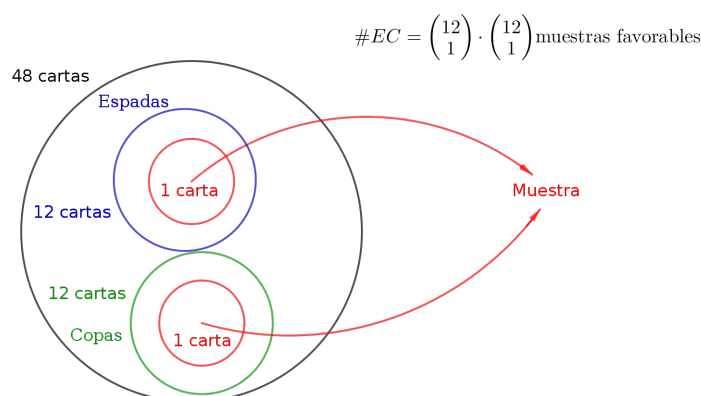 #EC = (12 1) · (12 1) muestras favorables
48 cartas
Espadas
1 carta
Muestra
12 cartas
12 cartas
Copas
1 carta